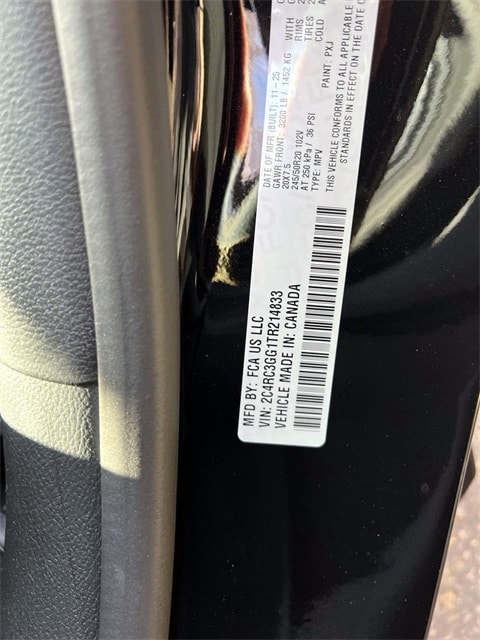 MFD BY: FCA US LLC
DATE OF MFR (BUILT): 11-25
GAWR FRONT: 3200 LB / 1452 KG WITH
20X7.5 RIMS
245/50R20 102V TIRES
AT 250 kPa / 36 PSI COLD
THIS VEHICLE CONFORMS TO ALL APPLICABLE
STANDARDS IN EFFECT ON THE DATE O
VIN: 2C4RC3GG1TR214833
TYPE: MPV PAINT: PXJ
VEHICLE MADE IN: CANADA